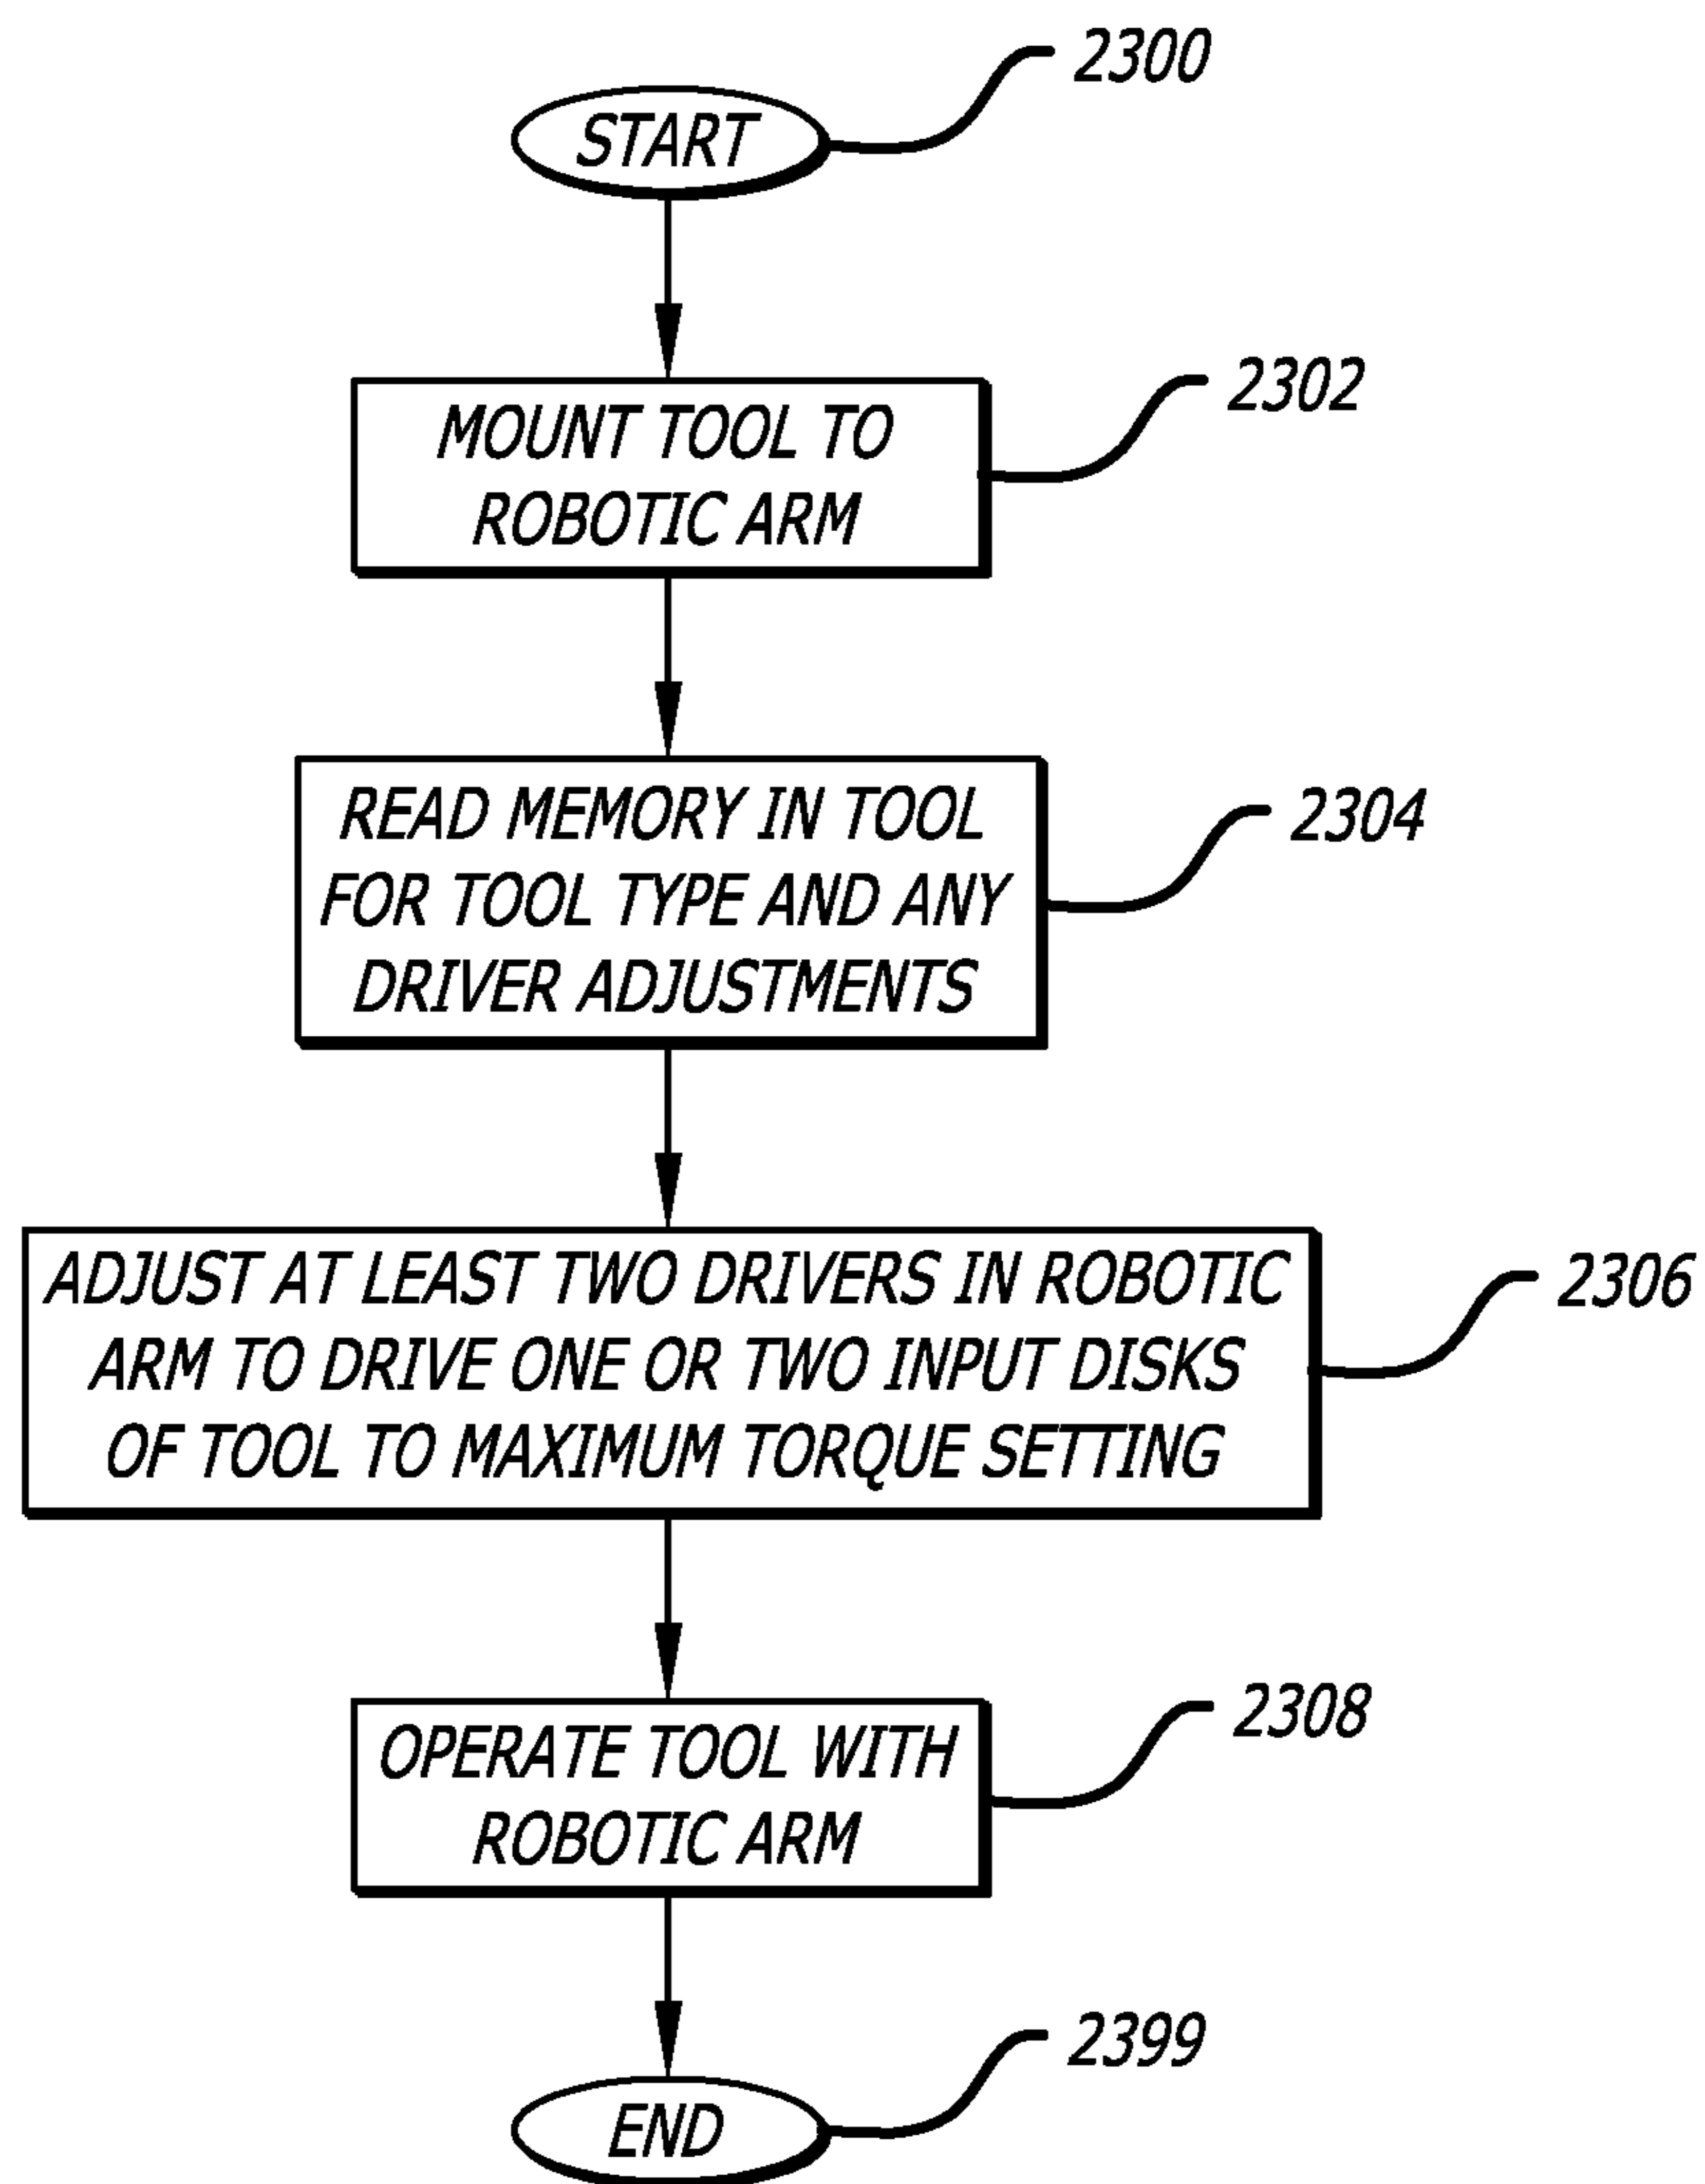 2300
START
2302
MOUNT TOOL TO
ROBOTIC ARM
2304
READ MEMORY IN TOOL
FOR TOOL TYPE AND ANY
DRIVER ADJUSTMENTS
2306
ADJUST AT LEAST TWO DRIVERS IN ROBOTIC
ARM TO DRIVE ONE OR TWO INPUT DISKS
OF TOOL TO MAXIMUM TORQUE SETTING
2308
OPERATE TOOL WITH
ROBOTIC ARM
2399
END